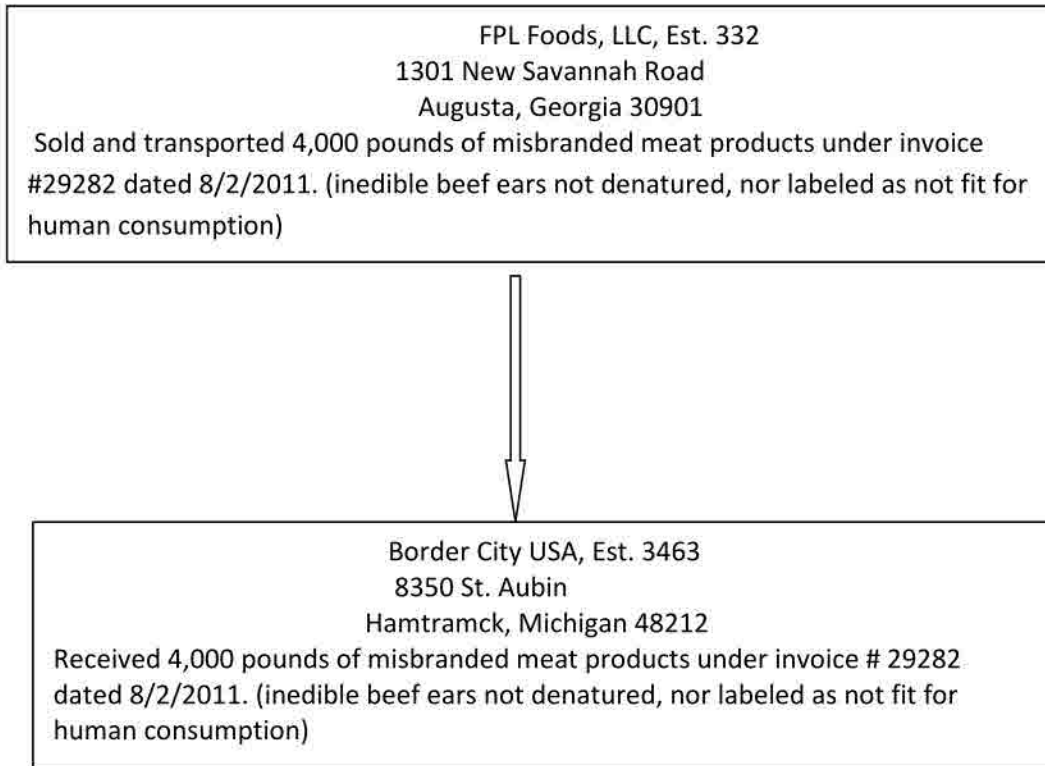 FPL Foods, LLC, Est. 332
1301 New Savannah Road
Augusta, Georgia 30901
Sold and transported 4,000 pounds of misbranded meat products under invoice
#29282 dated 8/2/2011. (inedible beef ears not denatured, nor labeled as not fit for
human consumption)
Border City USA, Est. 3463
8350 St. Aubin
Hamtramck, Michigan 48212
Received 4,000 pounds of misbranded meat products under invoice # 29282
dated 8/2/2011. (inedible beef ears not denatured, nor labeled as not fit for
human consumption)